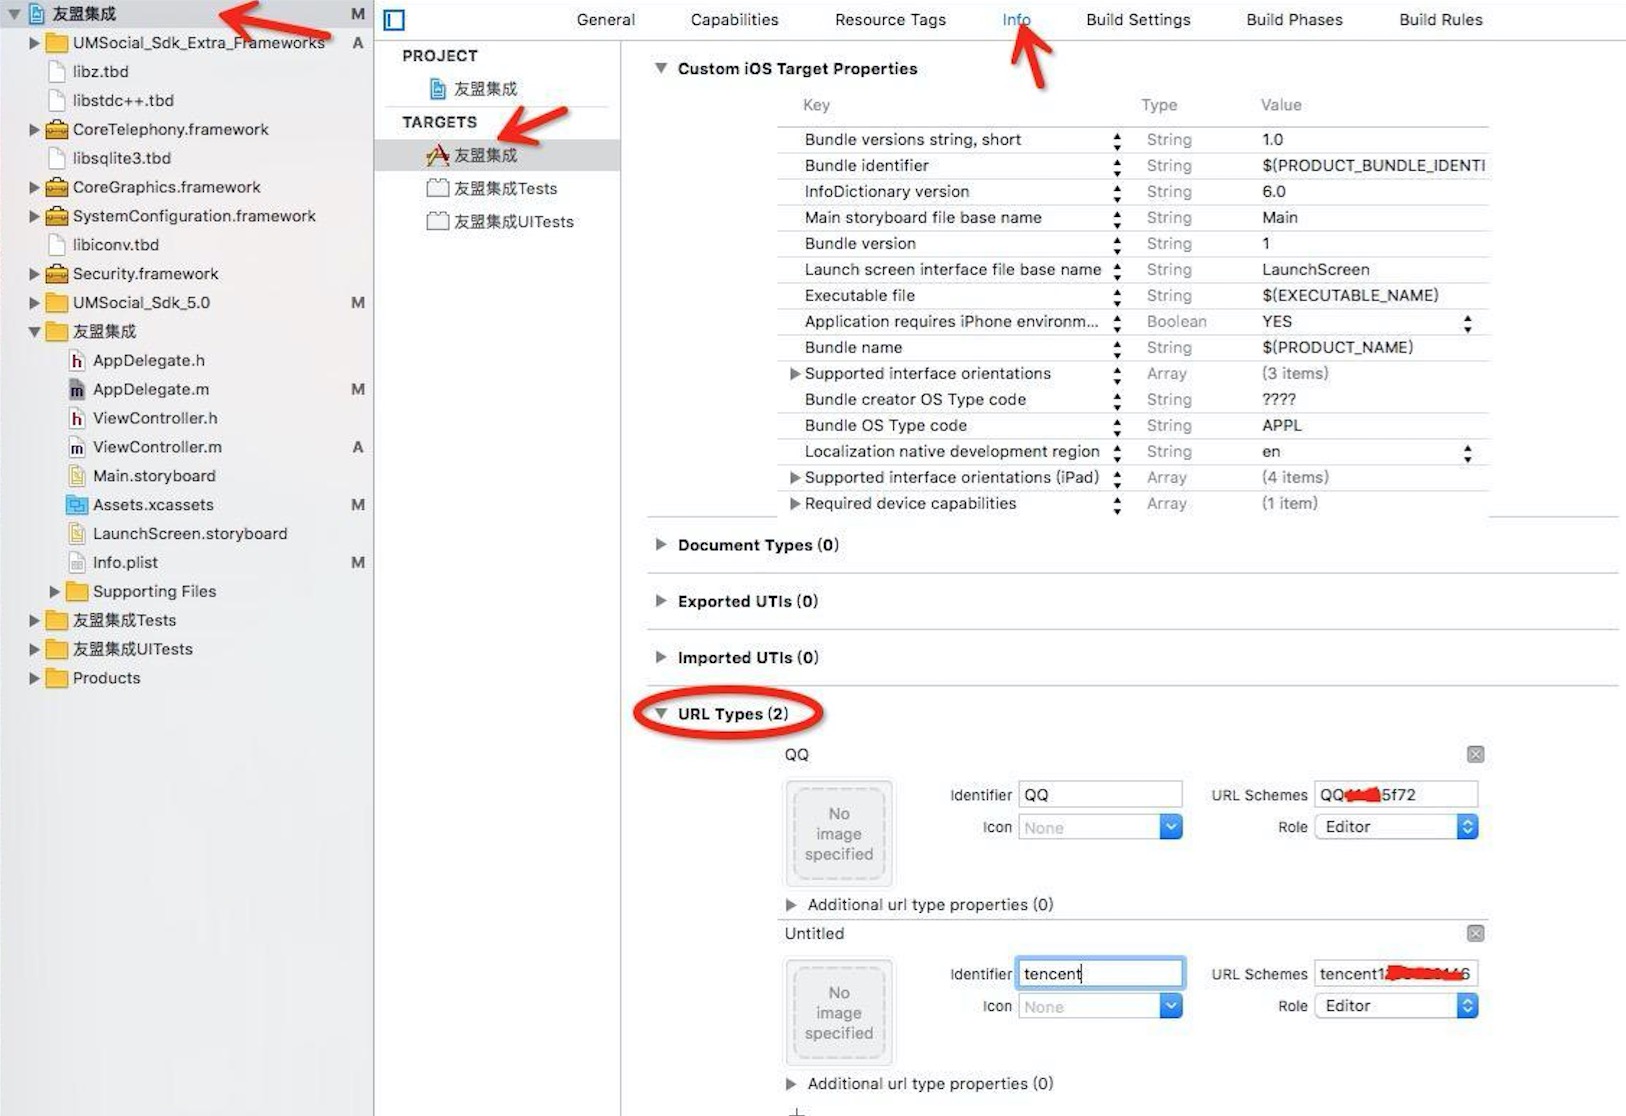 友盟集成 M
UMSocial_Sdk_Extra_Frameworks A
libz.tbd
libstdc++.tbd
CoreTelephony.framework
libsqlite3.tbd
CoreGraphics.framework
SystemConfiguration.framework
libiconv.tbd
Security.framework
UMSocial_Sdk_5.0 M
友盟集成
AppDelegate.h
AppDelegate.m M
ViewController.h
ViewController.m A
Main.storyboard
Assets.xcassets M
LaunchScreen.storyboard
Info.plist M
Supporting Files
友盟集成Tests
友盟集成UITests
Products
PROJECT
友盟集成
TARGETS
友盟集成
友盟集成Tests
友盟集成UITests
General Capabilities Resource Tags Info Build Settings Build Phases Build Rules
Custom iOS Target Properties
Key Type Value
Bundle versions string, short String 1.0
Bundle identifier String $(PRODUCT_BUNDLE_IDENTI
InfoDictionary version String 6.0
Main storyboard file base name String Main
Bundle version String 1
Launch screen interface file base name String LaunchScreen
Executable file String $(EXECUTABLE_NAME)
Application requires iPhone environm... Boolean YES
Bundle name String $(PRODUCT_NAME)
Supported interface orientations Array (3 items)
Bundle creator OS Type code String ????
Bundle OS Type code String APPL
Localization native development region String en
Supported interface orientations (iPad) Array (4 items)
Required device capabilities Array (1 item)
Document Types (0)
Exported UTIs (0)
Imported UTIs (0)
URL Types (2)
QQ
No
image
specified
Identifier QQ URL Schemes QQ 5f72
Icon None Role Editor
Additional url type properties (0)
Untitled
No
image
specified
Identifier tencent URL Schemes tencent1 6
Icon None Role Editor
Additional url type properties (0)